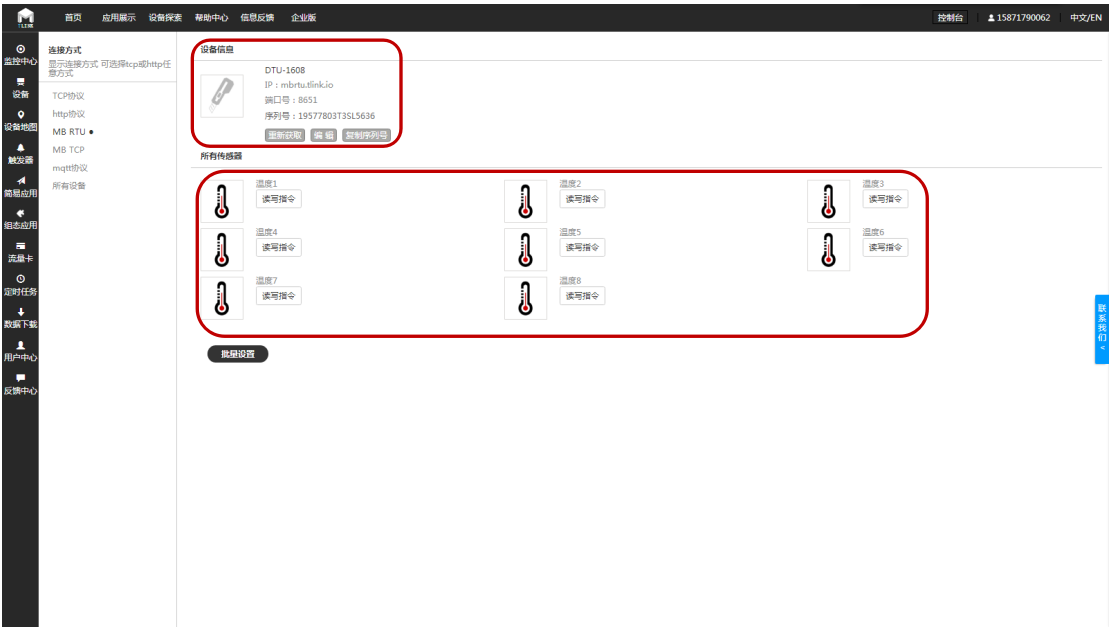 TLINK
首页 应用展示 设备探索 帮助中心 信息反馈 企业版 控制台 15871790062 中文/EN
监控中心
设备
设备地图
触发器
简易应用
组态应用
流量卡
定时任务
数据下载
用户中心
反馈中心
连接方式
显示连接方式 可选择tcp或http任
意方式
TCP协议
http协议
MB RTU
MB TCP
mqtt协议
所有设备
设备信息
DTU-1608
IP：mbrtu.tlink.io
端口号：8651
序列号：19577803T3SL5636
重新获取 编 辑 复制序列号
所有传感器
温度1 温度2 温度3
读写指令 读写指令 读写指令
温度4 温度5 温度6
读写指令 读写指令 读写指令
温度7 温度8
读写指令 读写指令
批量设置
联系我们 <